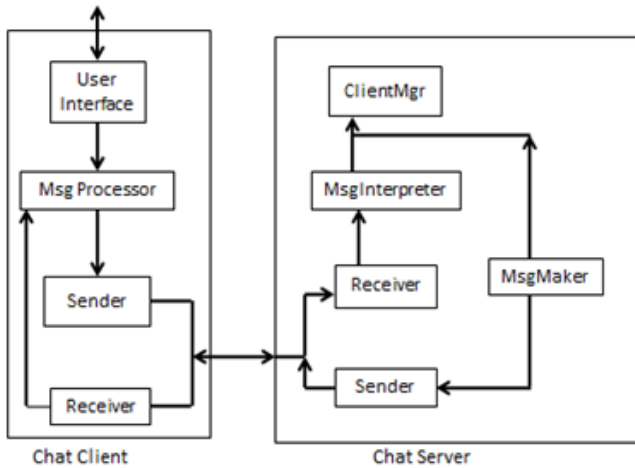 User
Interface
Msg Processor
Sender
Receiver
Chat Client
ClientMgr
MsgInterpreter
Receiver
MsgMaker
Sender
Chat Server